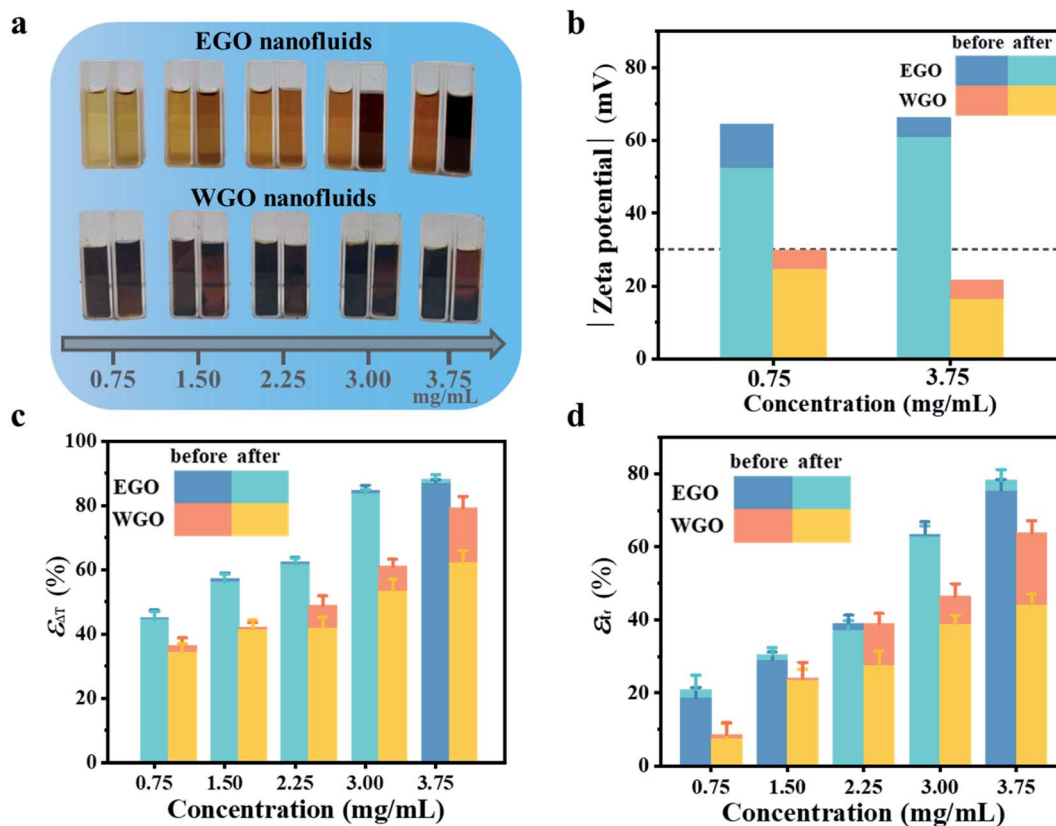 a
EGO nanofluids
WGO nanofluids
0.75 1.50 2.25 3.00 3.75
mg/mL
b
before after
EGO
WGO
| Zeta potential | (mV)
80
60
40
20
0
0.75 3.75
Concentration (mg/mL)
c
before after
EGO
WGO
εΔT (%)
100
80
60
40
20
0
0.75 1.50 2.25 3.00 3.75
Concentration (mg/mL)
d
before after
EGO
WGO
εIr (%)
80
60
40
20
0
0.75 1.50 2.25 3.00 3.75
Concentration (mg/mL)